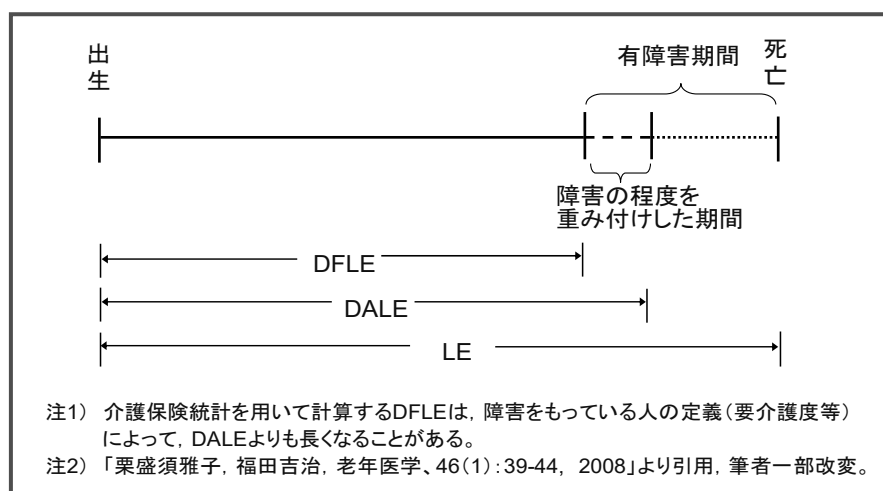 出生
有障害期間
死亡
障害の程度を
重み付けした期間
DFLE
DALE
LE
注1) 介護保険統計を用いて計算するDFLEは, 障害をもっている人の定義(要介護度等)
によって, DALEよりも長くなることがある。
注2) 「栗盛須雅子, 福田吉治, 老年医学、46(1):39-44, 2008」より引用, 筆者一部改変。